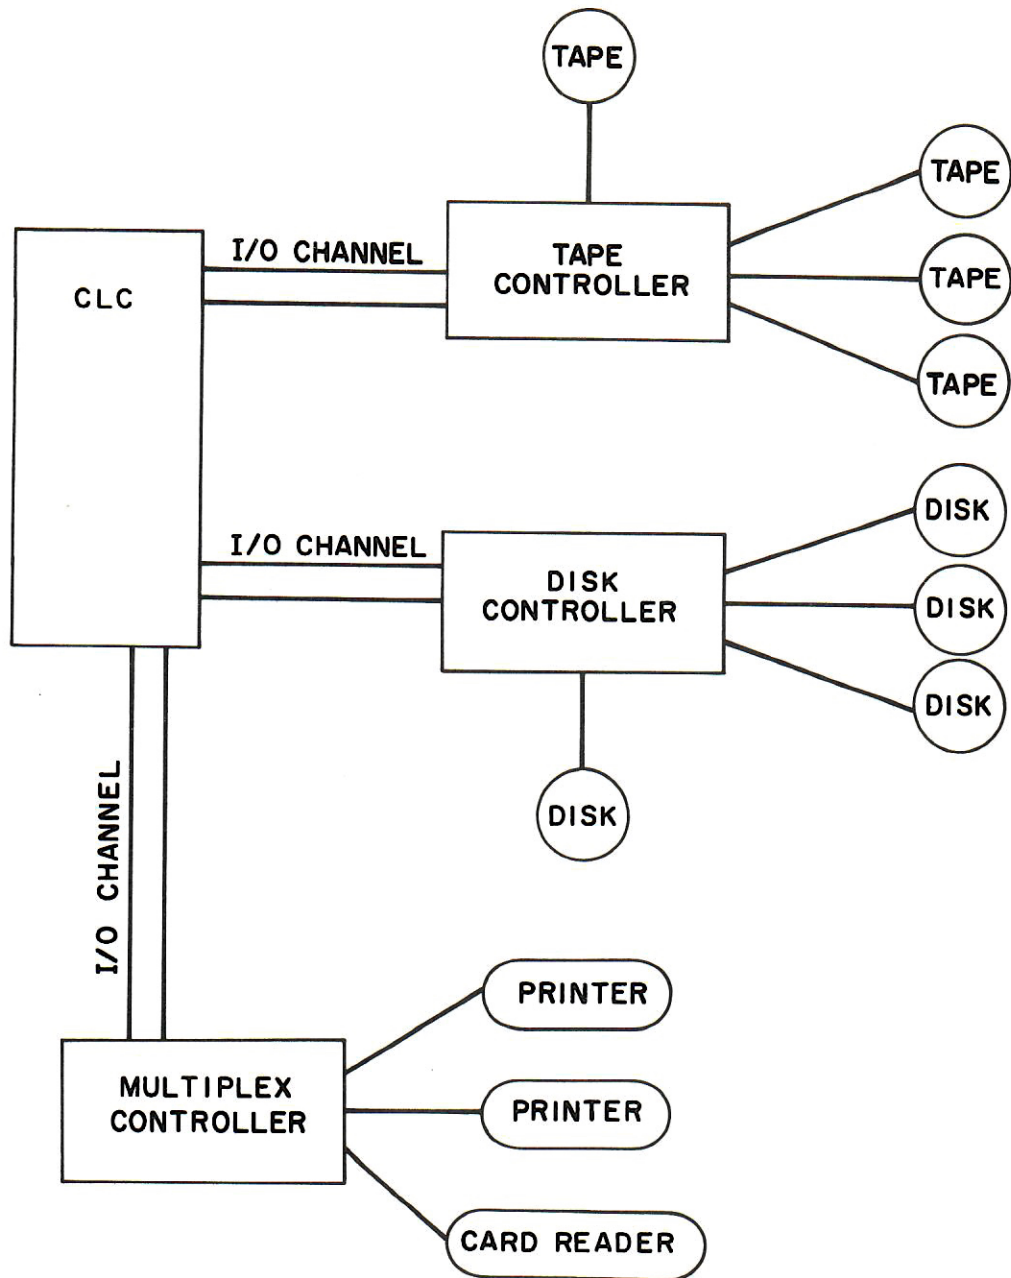 TAPE
TAPE
I/O CHANNEL
TAPE
CONTROLLER
CLC
TAPE
TAPE
DISK
I/O CHANNEL
DISK
CONTROLLER
DISK
DISK
DISK
I/O CHANNEL
PRINTER
MULTIPLEX
CONTROLLER
PRINTER
CARD READER